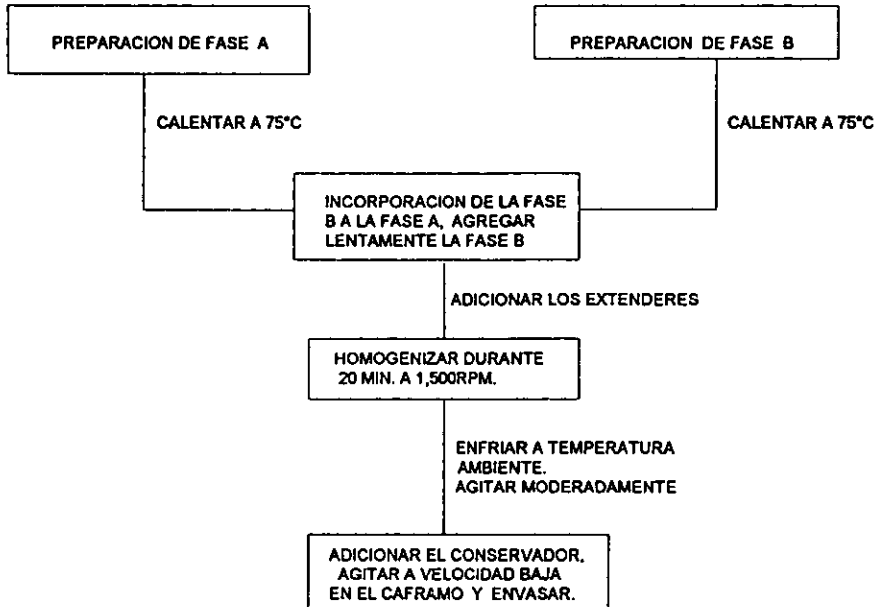 PREPARACION DE FASE A
PREPARACION DE FASE B
CALENTAR A 75°C
CALENTAR A 75°C
INCORPORACION DE LA FASE
B A LA FASE A, AGREGAR
LENTAMENTE LA FASE B
ADICIONAR LOS EXTENDERES
HOMOGENIZAR DURANTE
20 MIN. A 1,500RPM.
ENFRIAR A TEMPERATURA
AMBIENTE.
AGITAR MODERADAMENTE
ADICIONAR EL CONSERVADOR,
AGITAR A VELOCIDAD BAJA
EN EL CAFRAMO Y ENVASAR.